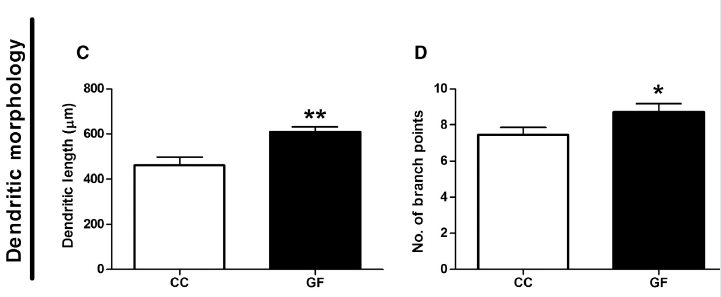 Dendritic morphology
C
Dendritic length (μm)
800
600
400
200
0
**
CC
GF
D
No. of branch points
10
8
6
4
2
0
*
CC
GF